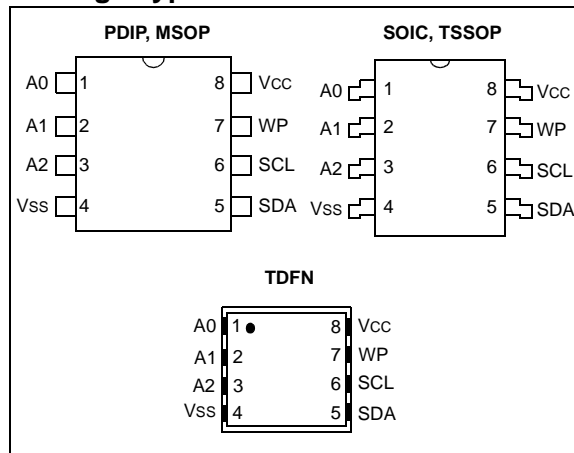 PDIP, MSOP
A0 1 8 VCC
A1 2 7 WP
A2 3 6 SCL
VSS 4 5 SDA
SOIC, TSSOP
A0 1 8 VCC
A1 2 7 WP
A2 3 6 SCL
VSS 4 5 SDA
TDFN
A0 1 8 VCC
A1 2 7 WP
A2 3 6 SCL
VSS 4 5 SDA